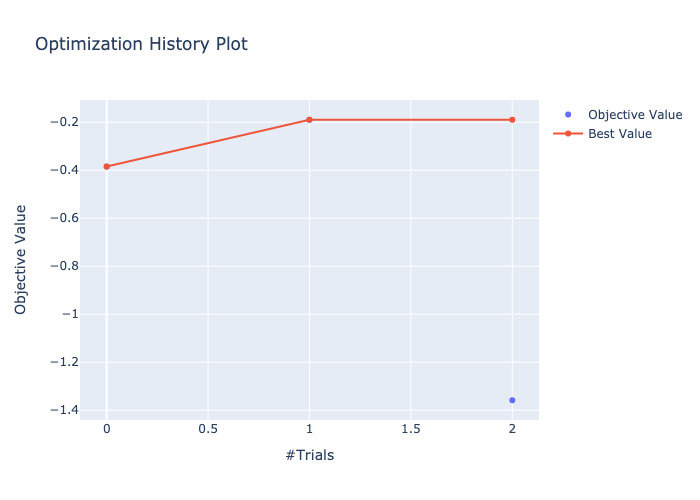 Optimization History Plot
Objective Value
Best Value
−0.2
−0.4
−0.6
−0.8
−1
−1.2
−1.4
Objective Value
0
0.5
1
1.5
2
#Trials